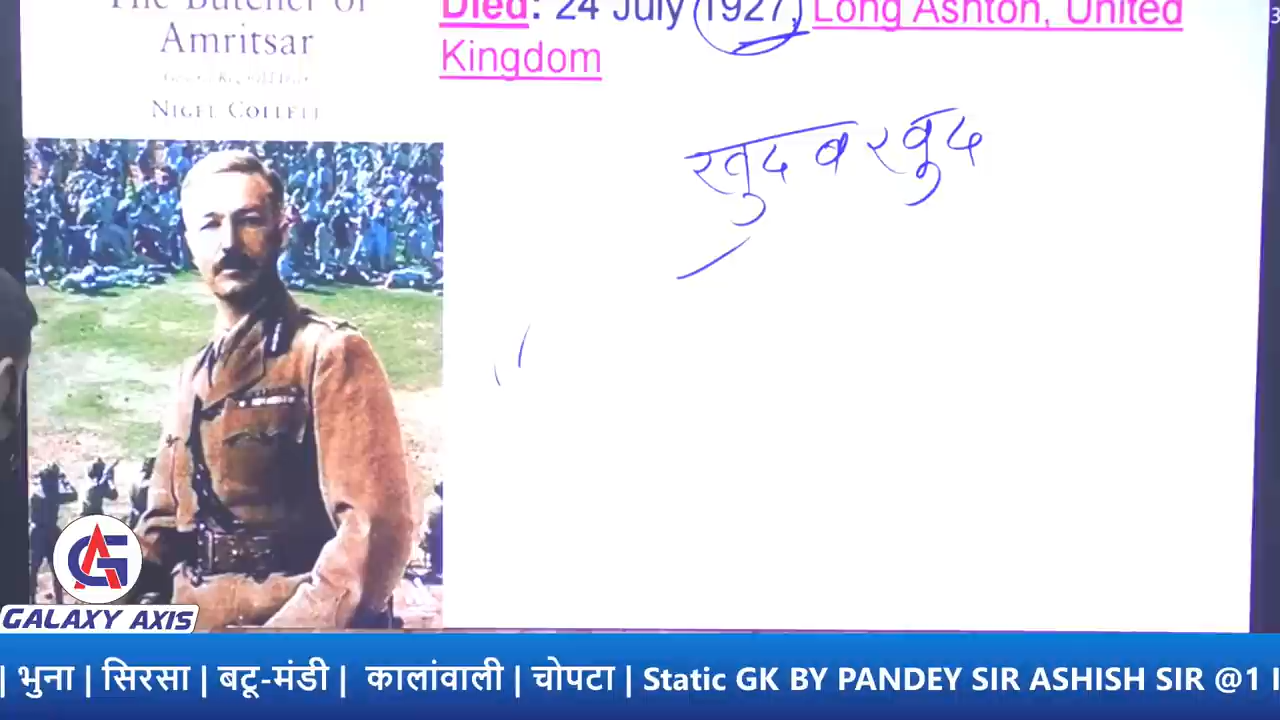 The Butcher of
Amritsar
NIGEL COLLETT
Died: 24 July 1927, Long Ashton, United
Kingdom
खुद ब खुद
GALAXY AXIS
| भुना | सिरसा | बटू-मंडी | कालांवाली | चोपटा | Static GK BY PANDEY SIR ASHISH SIR @1